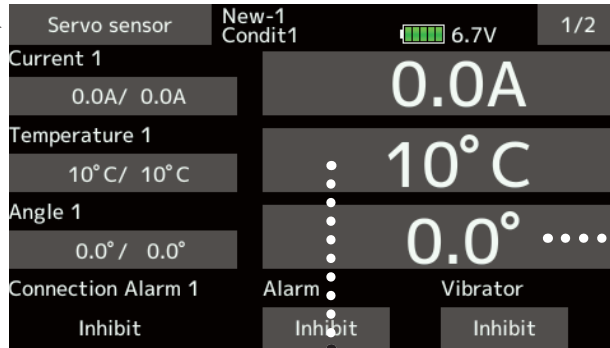 Servo sensor
New-1
Condit1
6.7V
1/2
Current 1
0.0A/ 0.0A
0.0A
Temperature 1
10°C/ 10°C
10°C
Angle 1
0.0°/ 0.0°
0.0°
Connection Alarm 1
Alarm
Vibrator
Inhibit
Inhibit
Inhibit